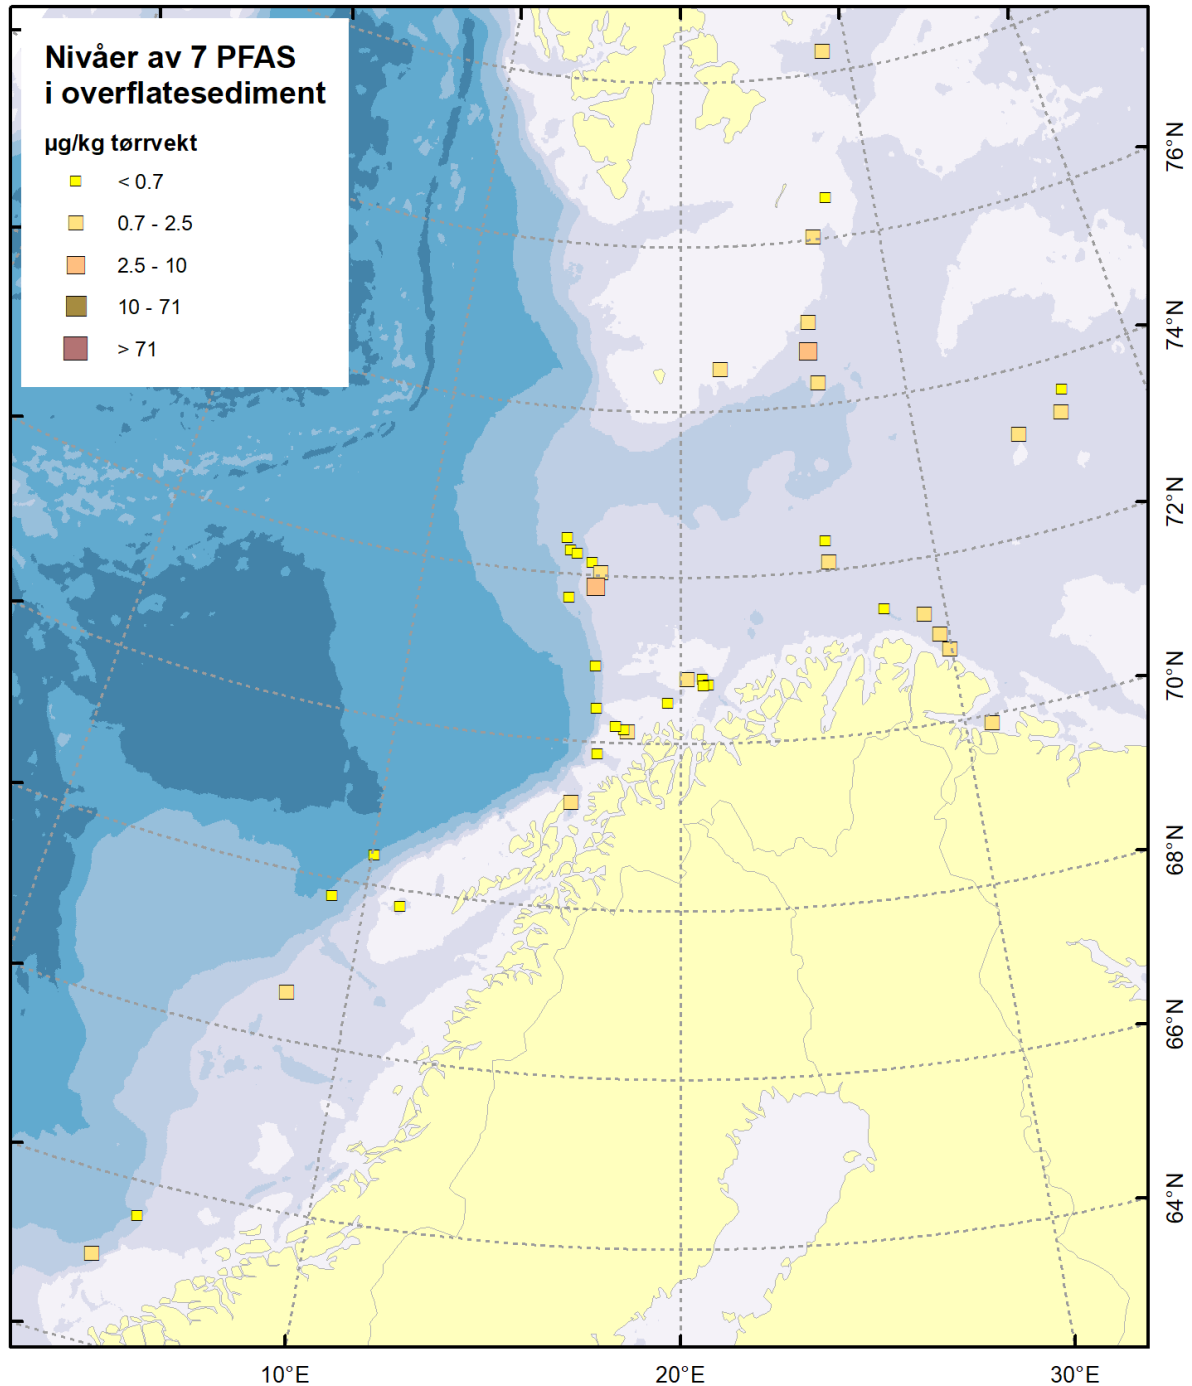 Nivåer av 7 PFAS
i overflatesediment
µg/kg tørrvekt
< 0.7
0.7 - 2.5
2.5 - 10
10 - 71
> 71
76°N
74°N
72°N
70°N
68°N
66°N
64°N
10°E
20°E
30°E